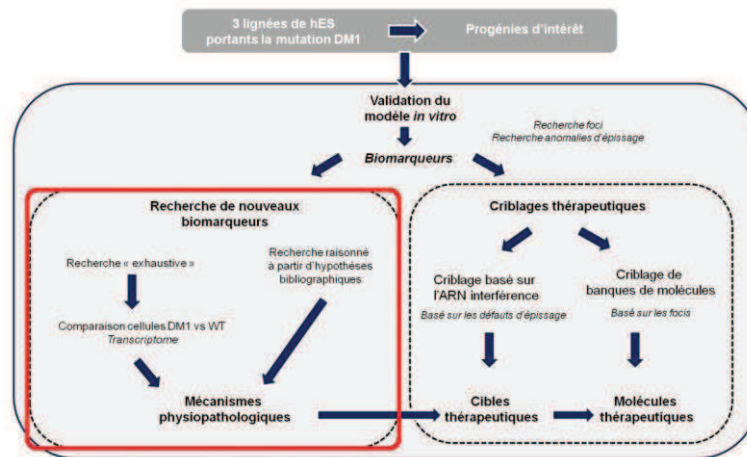 3 lignées de hES
portants la mutation DM1
Progénies d'intérêt
Validation du
modèle in vitro
Recherche foci
Recherche anomalies d'épissage
Biomarqueurs
Recherche de nouveaux
biomarqueurs
Recherche « exhaustive »
Recherche raisonné
à partir d'hypothèses
bibliographiques
Comparaison cellules DM1 vs WT
Transcriptome
Mécanismes
physiopathologiques
Criblages thérapeutiques
Criblage basé sur
l'ARN interférence
Basé sur les défauts d'épissage
Criblage de
banques de molécules
Basé sur les focis
Cibles
thérapeutiques
Molécules
thérapeutiques